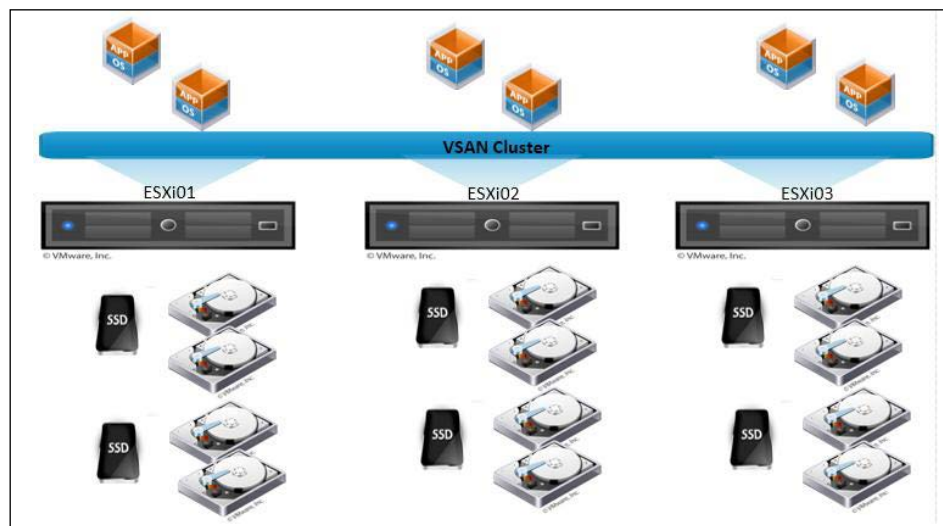 APP
OS
APP
OS
APP
OS
APP
OS
APP
OS
APP
OS
VSAN Cluster
ESXi01
ESXi02
ESXi03
© VMware, Inc.
© VMware, Inc.
© VMware, Inc.
SSD
SSD
SSD
SSD
SSD
SSD